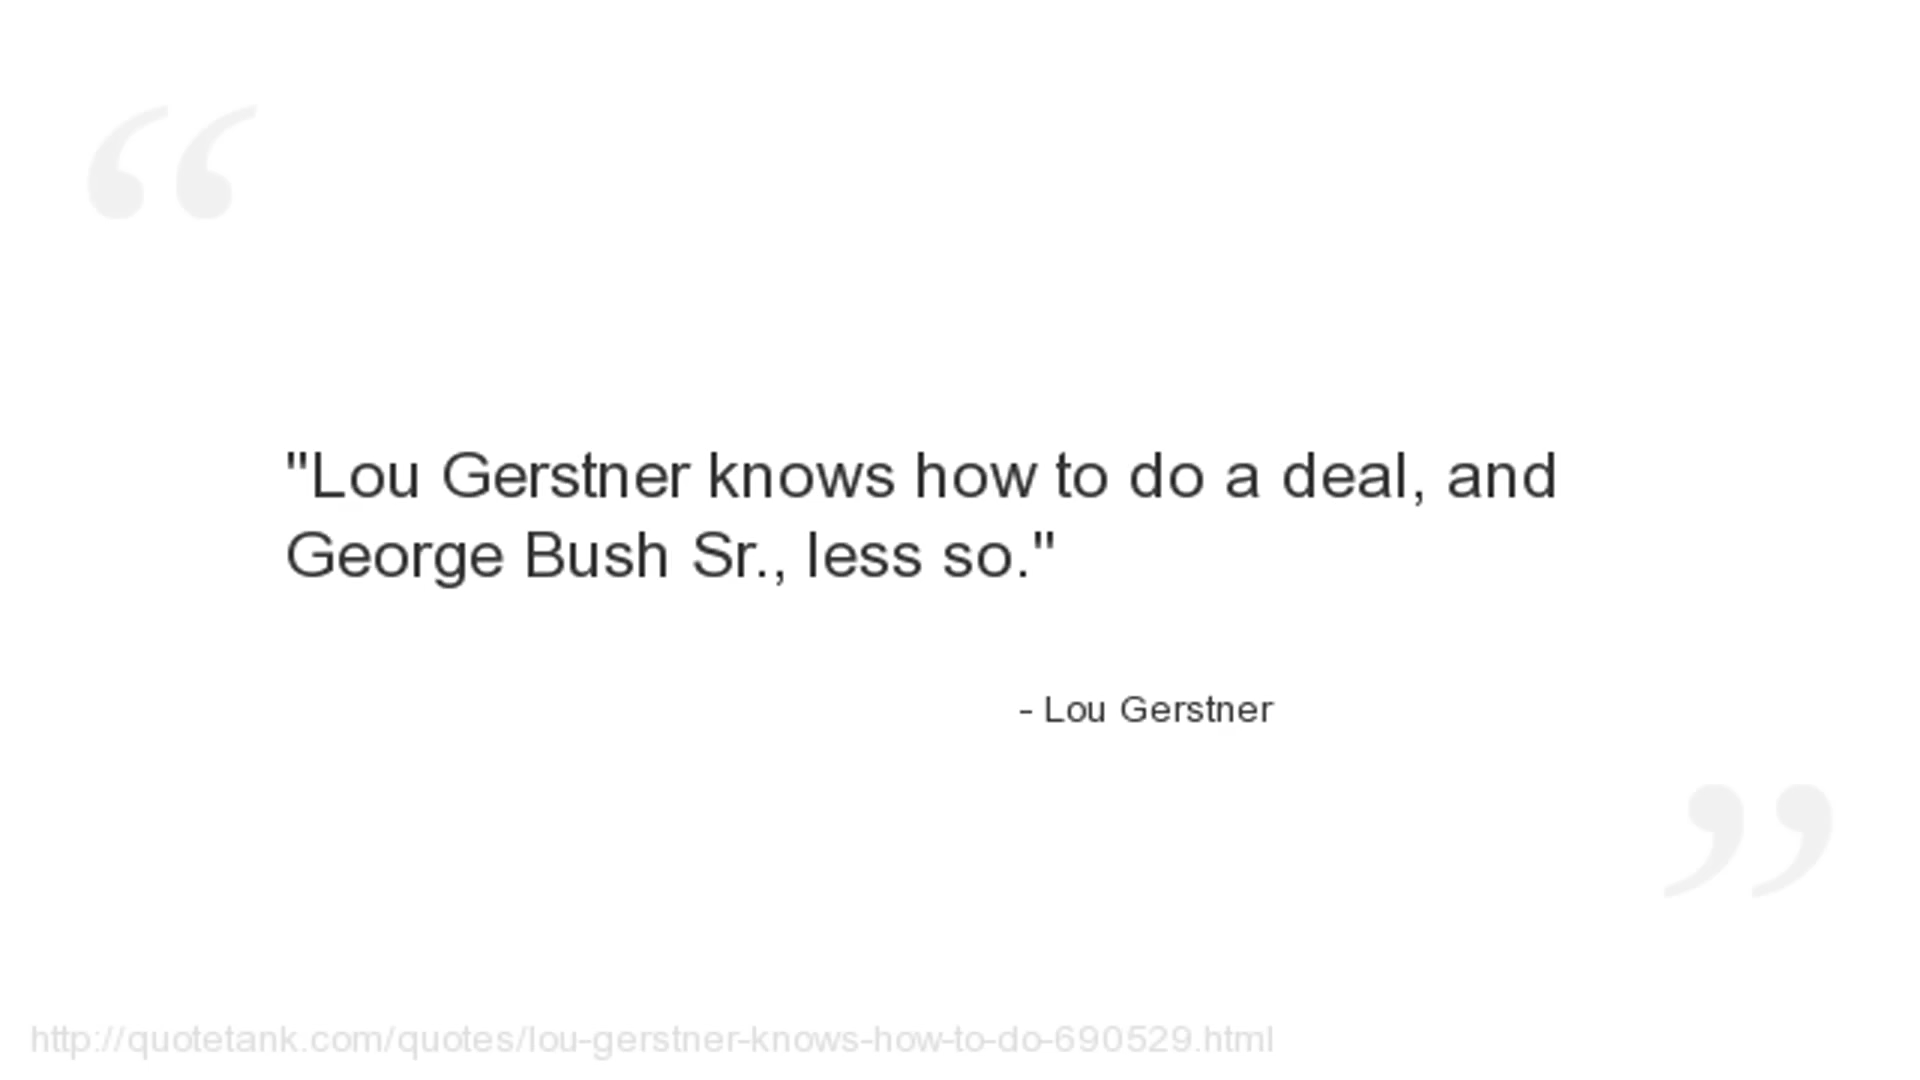 "Lou Gerstner knows how to do a deal, and
George Bush Sr., less so."
- Lou Gerstner
http://quotetank.com/quotes/lou-gerstner-knows-how-to-do-690529.html